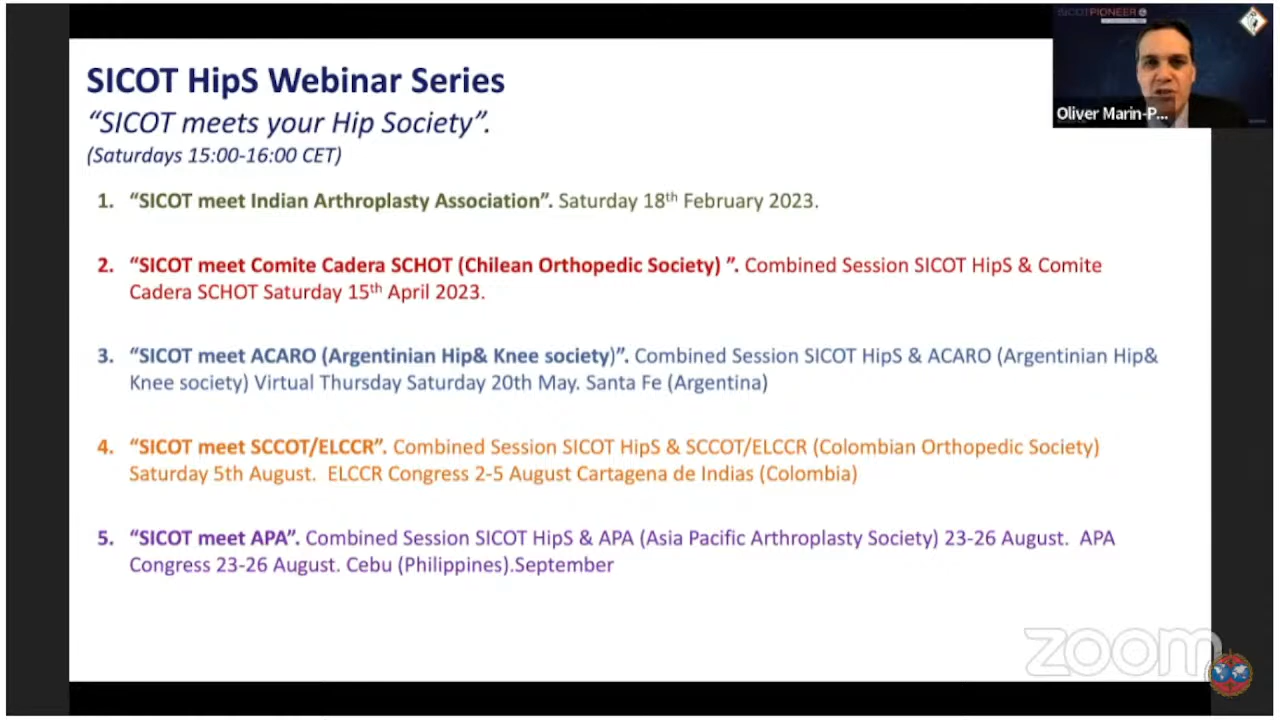 SICOT HipS Webinar Series
“SICOT meets your Hip Society”.
(Saturdays 15:00-16:00 CET)
1. “SICOT meet Indian Arthroplasty Association”. Saturday 18th February 2023.
2. “SICOT meet Comite Cadera SCHOT (Chilean Orthopedic Society) ”. Combined Session SICOT HipS & Comite
Cadera SCHOT Saturday 15th April 2023.
3. “SICOT meet ACARO (Argentinian Hip& Knee society)”. Combined Session SICOT HipS & ACARO (Argentinian Hip&
Knee society) Virtual Thursday Saturday 20th May. Santa Fe (Argentina)
4. “SICOT meet SCCOT/ELCCR”. Combined Session SICOT HipS & SCCOT/ELCCR (Colombian Orthopedic Society)
Saturday 5th August.  ELCCR Congress 2-5 August Cartagena de Indias (Colombia)
5. “SICOT meet APA”. Combined Session SICOT HipS & APA (Asia Pacific Arthroplasty Society) 23-26 August.  APA
Congress 23-26 August. Cebu (Philippines).September
SICOTPIONEER
Oliver Marin-P...
zoom